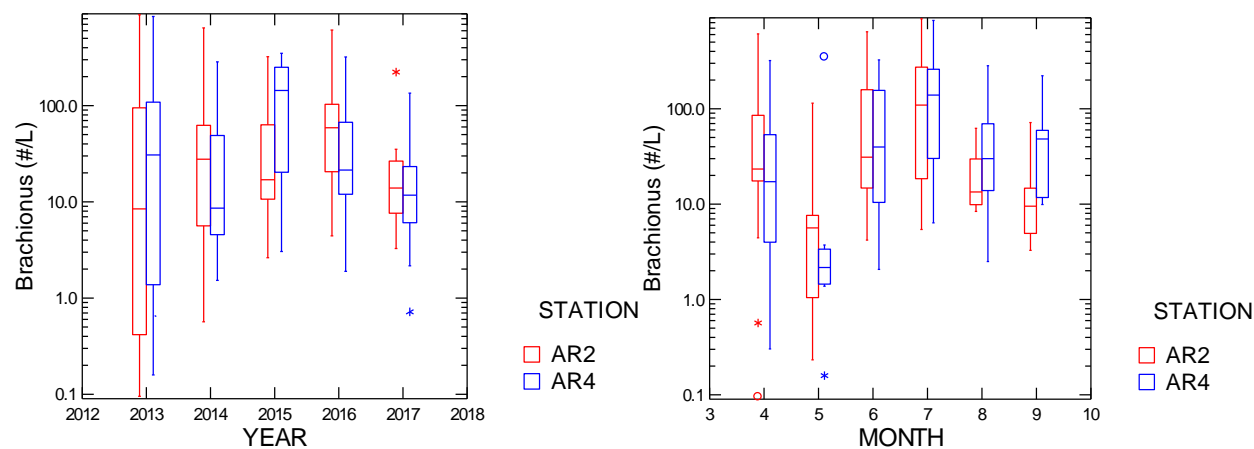 Brachionus (#/L)
100.0
10.0
1.0
0.1
2012 2013 2014 2015 2016 2017 2018
YEAR
STATION
AR2
AR4
Brachionus (#/L)
100.0
10.0
1.0
0.1
3 4 5 6 7 8 9 10
MONTH
STATION
AR2
AR4